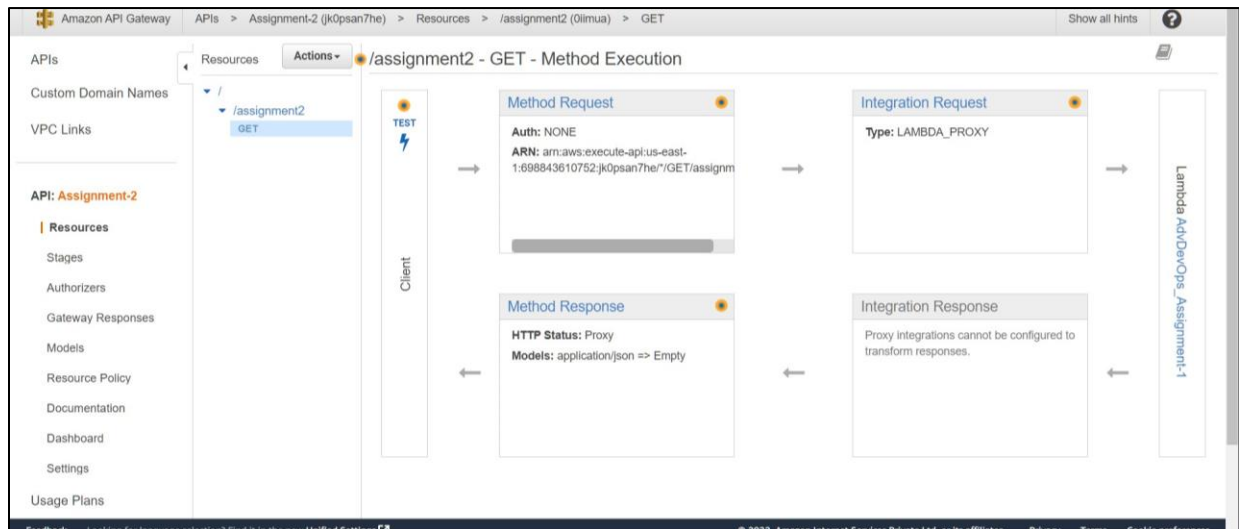 Amazon API Gateway
APIs > Assignment-2 (jk0psan7he) > Resources > /assignment2 (0limua) > GET
Show all hints
?
APIs
Custom Domain Names
VPC Links
API: Assignment-2
Resources
Stages
Authorizers
Gateway Responses
Models
Resource Policy
Documentation
Dashboard
Settings
Usage Plans
Resources
Actions
/
/assignment2
GET
/assignment2 - GET - Method Execution
TEST
Client
Method Request
Auth: NONE
ARN: arn:aws:execute-api:us-east-
1:698843610752:jk0psan7he/*/GET/assignm
Integration Request
Type: LAMBDA_PROXY
Method Response
HTTP Status: Proxy
Models: application/json => Empty
Integration Response
Proxy integrations cannot be configured to
transform responses.
Lambda AdvDevOps_Assignment-1